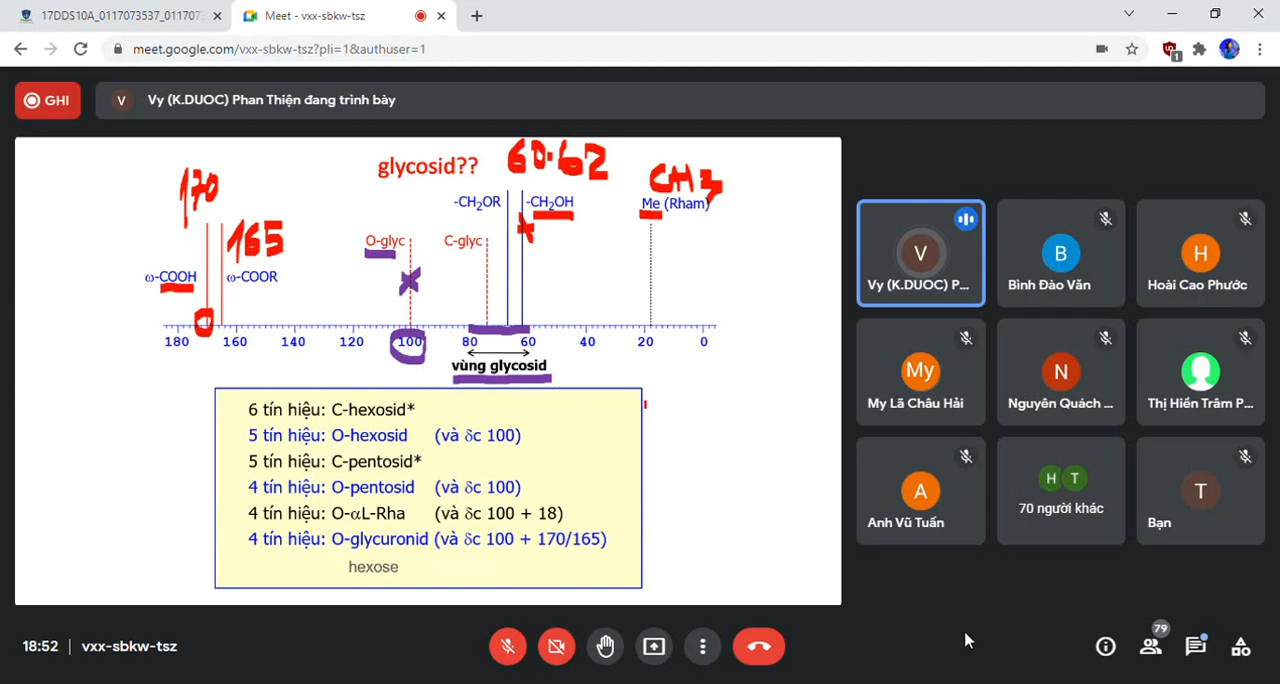 17DDS10A_0117073537_01170
Meet - vxx-sbkw-tsz
meet.google.com/vxx-sbkw-tsz?pli=1&authuser=1
1
GHI
V
Vy (K.DUOC) Phan Thiện đang trình bày
glycosid??
60-62
CH3
170
-CH2OR
-CH2OH
Me (Rham)
165
O-glyc
C-glyc
ω-COOH
ω-COOR
180 160 140 120 100 80 60 40 20 0
vùng glycosid
6 tín hiệu: C-hexosid*
5 tín hiệu: O-hexosid (và δc 100)
5 tín hiệu: C-pentosid*
4 tín hiệu: O-pentosid (và δc 100)
4 tín hiệu: O-αL-Rha (và δc 100 + 18)
4 tín hiệu: O-glycuronid (và δc 100 + 170/165)
hexose
V
Vy (K.DUOC) P...
B
Bình Đào Văn
H
Hoài Cao Phước
My
My Lã Châu Hải
N
Nguyên Quách ...
Thị Hiền Trâm P...
A
Anh Vũ Tuấn
H T
70 người khác
T
Bạn
18:52 | vxx-sbkw-tsz
79